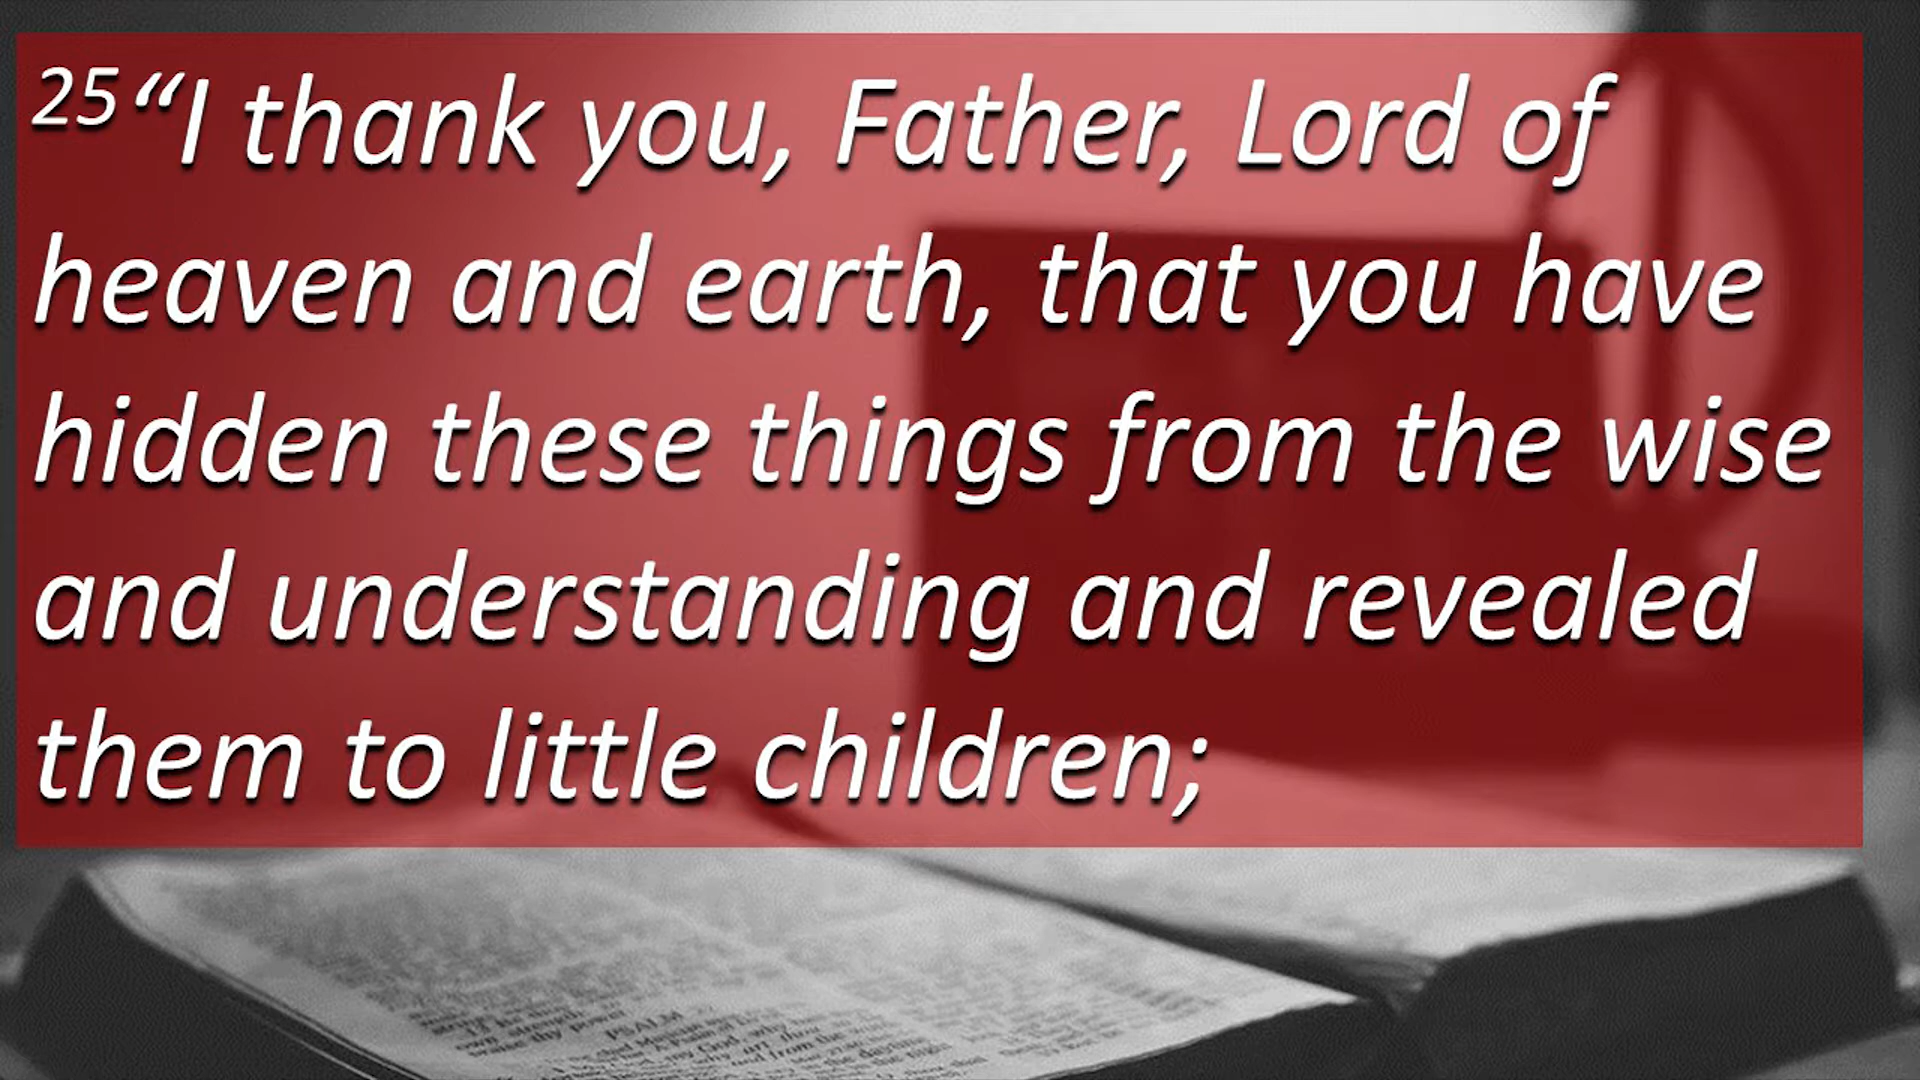 25“I thank you, Father, Lord of
heaven and earth, that you have
hidden these things from the wise
and understanding and revealed
them to little children;
PSALM